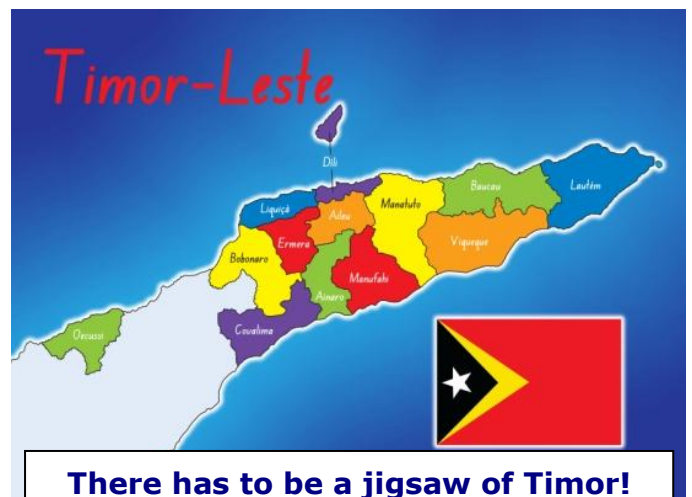 Timor-Leste
Dili
Baucau
Lautém
Liquiçá
Aileu
Manatuto
Ermera
Viqueque
Bobonaro
Manufahi
Ainaro
Covalima
Oecussi
There has to be a jigsaw of Timor!